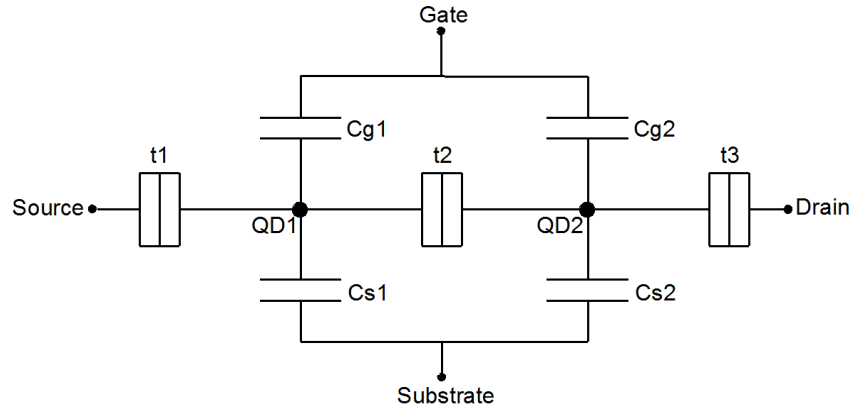 Gate
Cg1
Cg2
t1
t2
t3
Source
Drain
QD1
QD2
Cs1
Cs2
Substrate